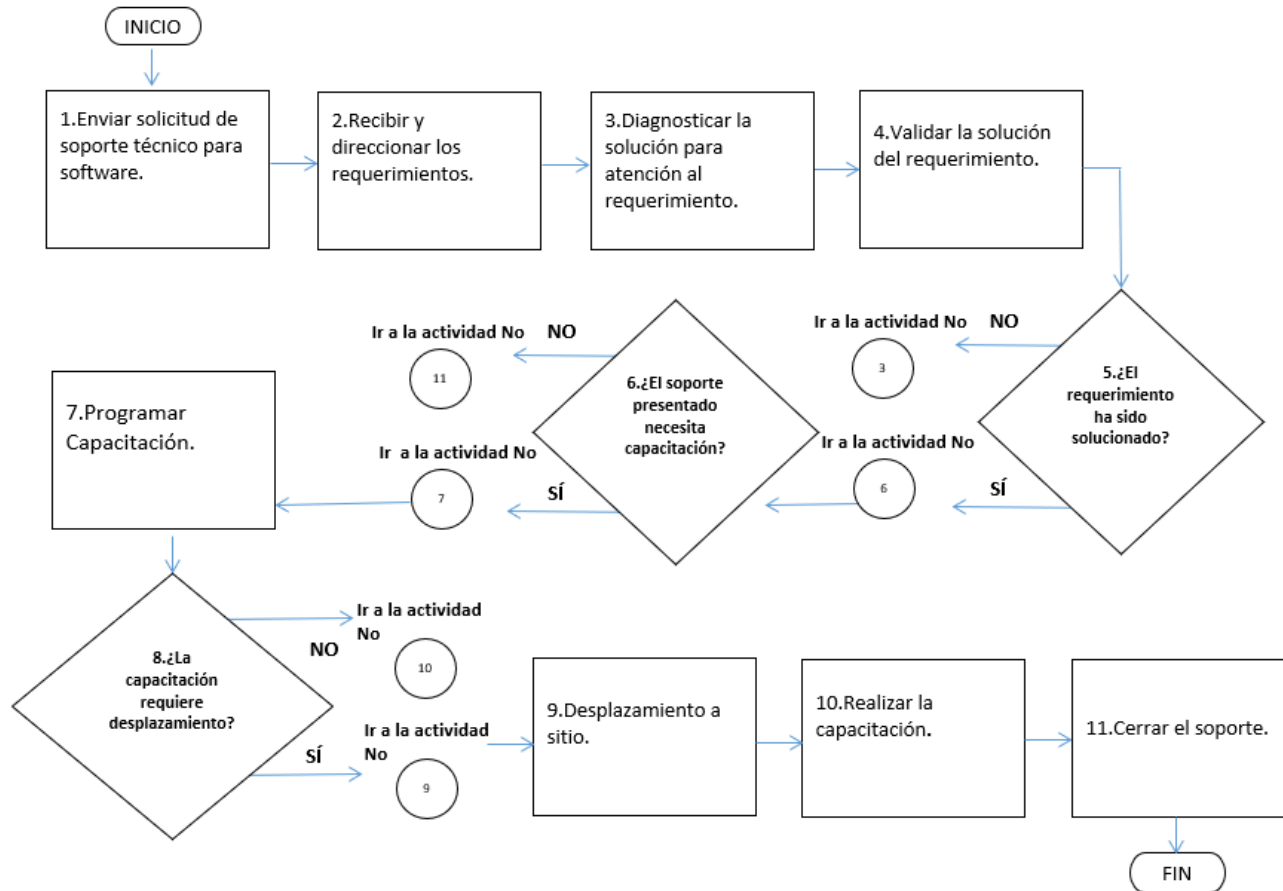 INICIO
1.Enviar solicitud de
soporte técnico para
software.
2.Recibir y
direccionar los
requerimientos.
3.Diagnosticar la
solución para
atención al
requerimiento.
4.Validar la solución
del requerimiento.
5.¿El
requerimiento
ha sido
solucionado?
NO
Ir a la actividad No
3
SÍ
Ir a la actividad No
6
6.¿El soporte
presentado
necesita
capacitación?
NO
Ir a la actividad No
11
SÍ
Ir a la actividad No
7
7.Programar
Capacitación.
8.¿La
capacitación
requiere
desplazamiento?
NO
Ir a la actividad
No
10
SÍ
Ir a la actividad
No
9
9.Desplazamiento a
sitio.
10.Realizar la
capacitación.
11.Cerrar el soporte.
FIN